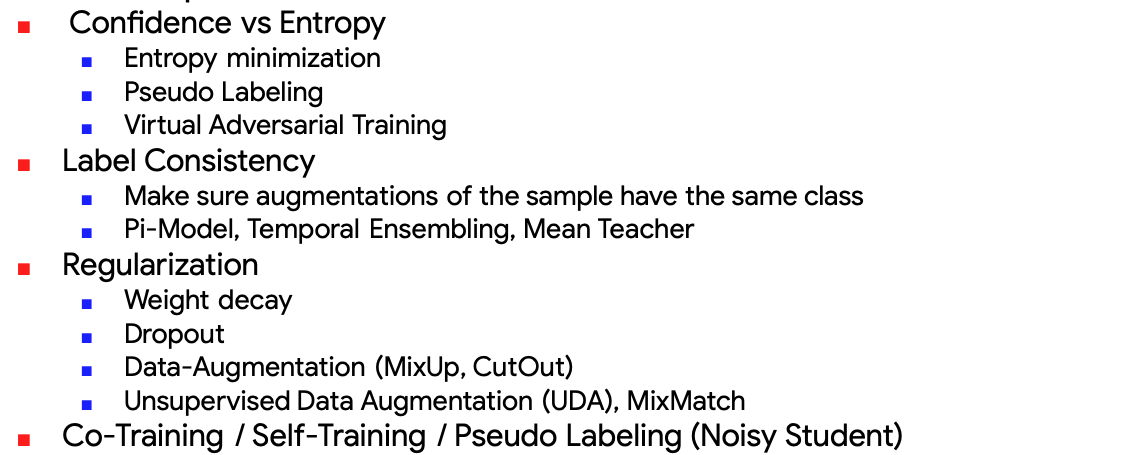 Confidence vs Entropy
Entropy minimization
Pseudo Labeling
Virtual Adversarial Training
Label Consistency
Make sure augmentations of the sample have the same class
Pi-Model, Temporal Ensembling, Mean Teacher
Regularization
Weight decay
Dropout
Data-Augmentation (MixUp, CutOut)
Unsupervised Data Augmentation (UDA), MixMatch
Co-Training / Self-Training / Pseudo Labeling (Noisy Student)